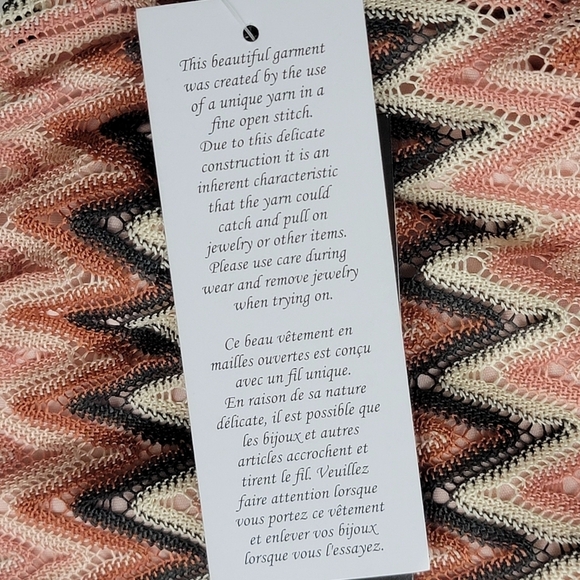 This beautiful garment
was created by the use
of a unique yarn in a
fine open stitch.
Due to this delicate
construction it is an
inherent characteristic
that the yarn could
catch and pull on
jewelry or other items.
Please use care during
wear and remove jewelry
when trying on.
Ce beau vêtement en
mailles ouvertes est conçu
avec un fil unique.
En raison de sa nature
délicate, il est possible que
les bijoux et autres
articles accrochent et
tirent le fil. Veuillez
faire attention lorsque
vous portez ce vêtement
et enlever vos bijoux
lorsque vous l'essayez.